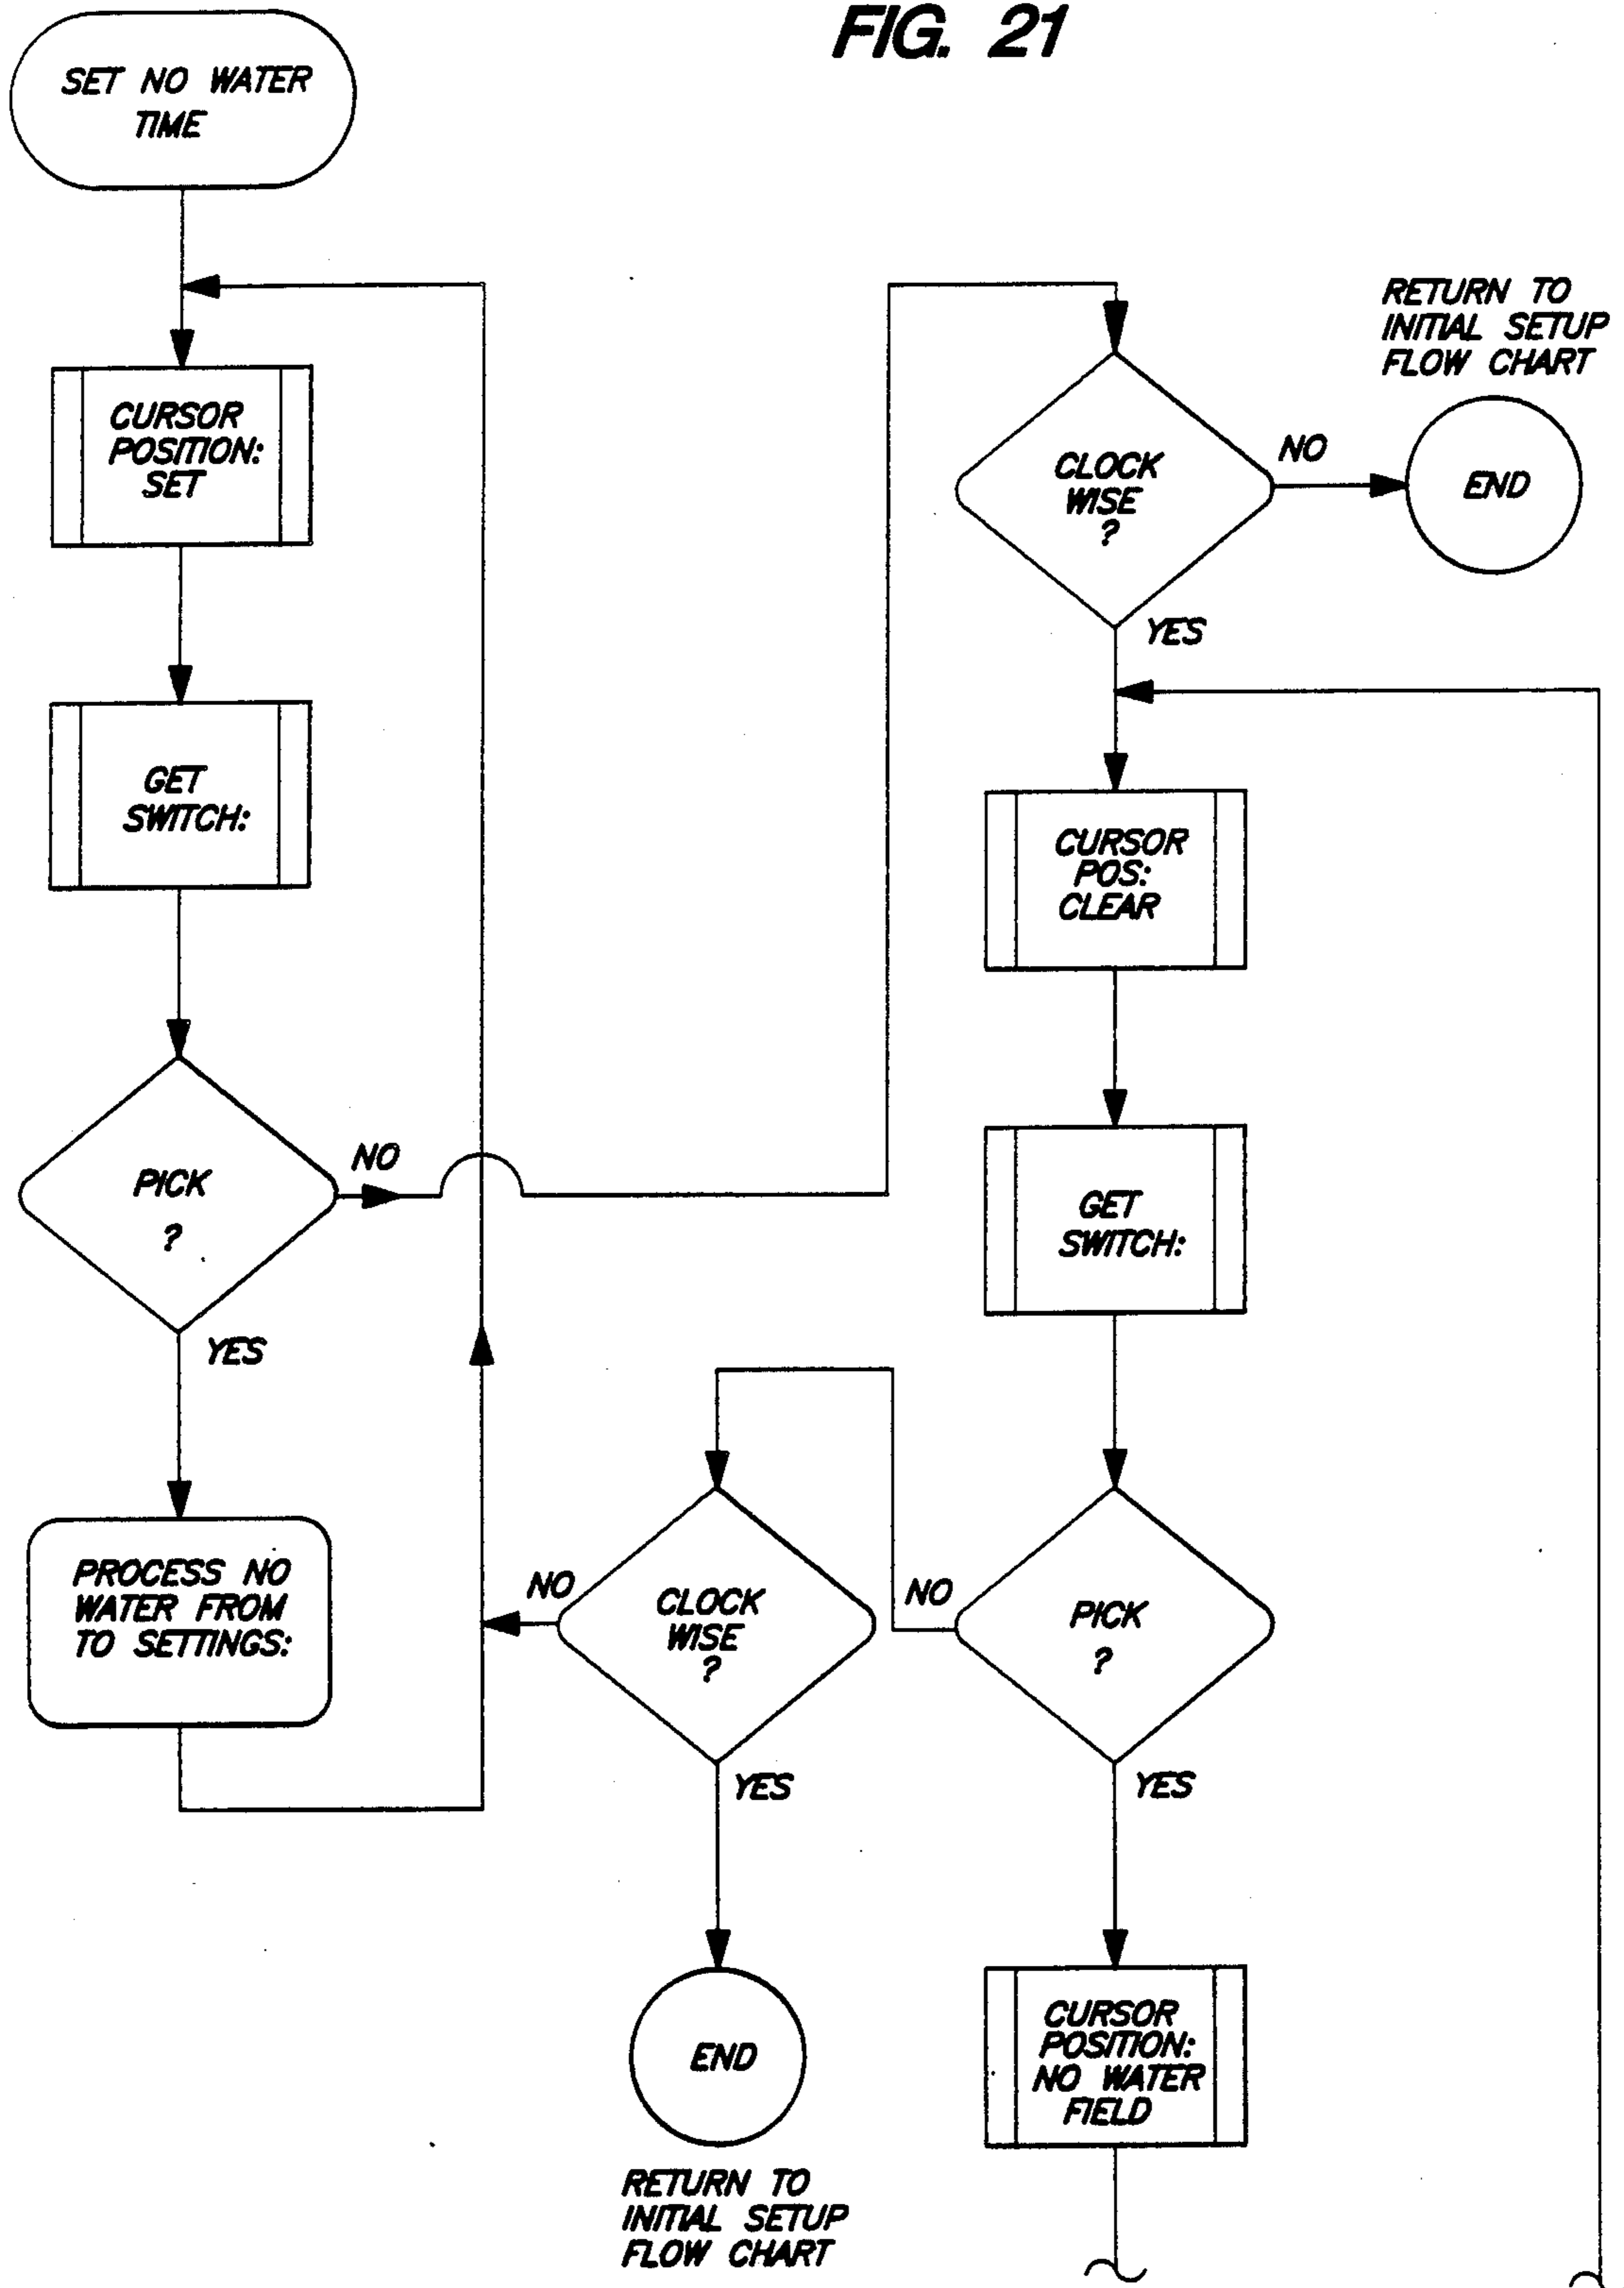 FIG. 21
SET NO WATER
TIME
CURSOR
POSITION:
SET
GET
SWITCH:
PICK
?
NO
YES
PROCESS NO
WATER FROM
TO SETTINGS:
CLOCK
WISE
?
NO
YES
RETURN TO
INITIAL SETUP
FLOW CHART
END
CURSOR
POS:
CLEAR
GET
SWITCH:
PICK
?
NO
YES
CLOCK
WISE
?
NO
YES
END
RETURN TO
INITIAL SETUP
FLOW CHART
CURSOR
POSITION:
NO WATER
FIELD